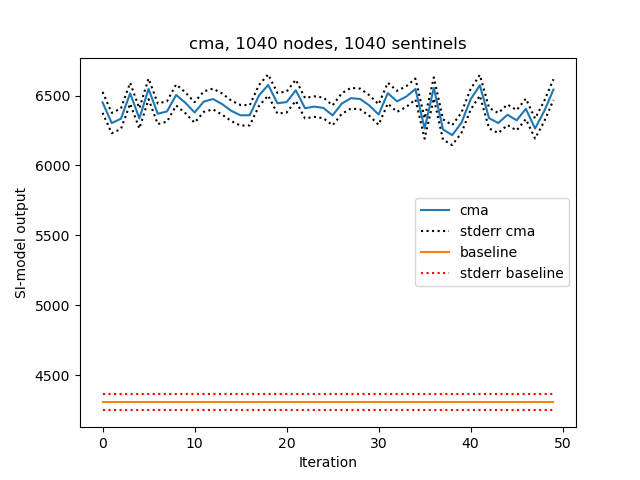 cma, 1040 nodes, 1040 sentinels
SI-model output
6500
6000
5500
5000
4500
cma
stderr cma
baseline
stderr baseline
0 10 20 30 40 50
Iteration